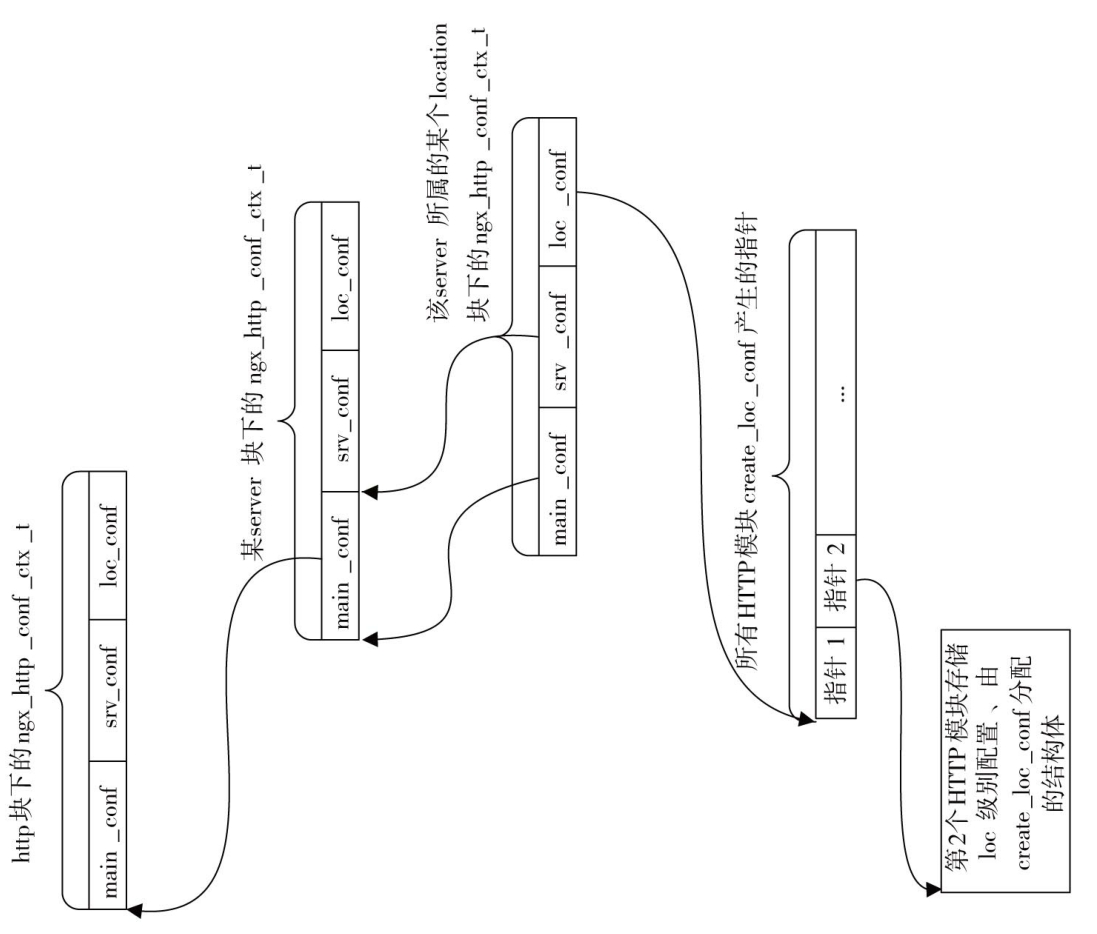 http块下的ngx_http _conf _ctx _t
main _conf srv_conf loc_conf
某server 块下的 ngx_http _conf _ctx _t
main _conf srv_conf loc_conf
该server 所属的某个location
块下的ngx_http _conf _ctx _t
main _conf srv _conf loc _conf
所有HTTP模块 create _loc _conf 产生的指针
指针 1 指针 2 ...
第2个HTTP 模块存储
loc 级别配置 、由
create _loc _conf 分配
的结构体